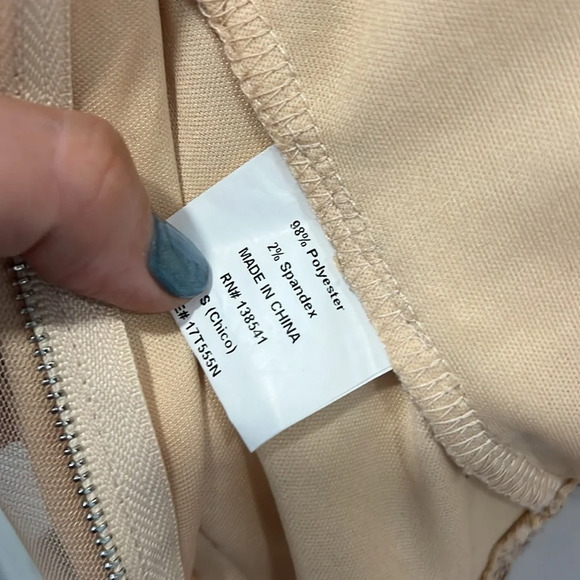 98% Polyester
2% Spandex
MADE IN CHINA
RN# 138541
S (Chico)
E# 17T555N